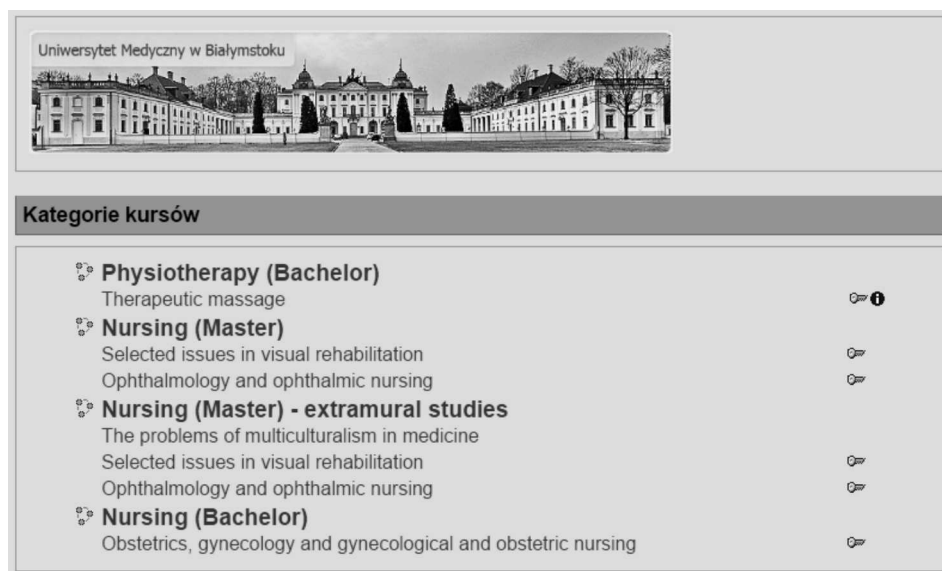 Uniwersytet Medyczny w Białymstoku
Kategorie kursów
Physiotherapy (Bachelor)
Therapeutic massage
Nursing (Master)
Selected issues in visual rehabilitation
Ophthalmology and ophthalmic nursing
Nursing (Master) - extramural studies
The problems of multiculturalism in medicine
Selected issues in visual rehabilitation
Ophthalmology and ophthalmic nursing
Nursing (Bachelor)
Obstetrics, gynecology and gynecological and obstetric nursing